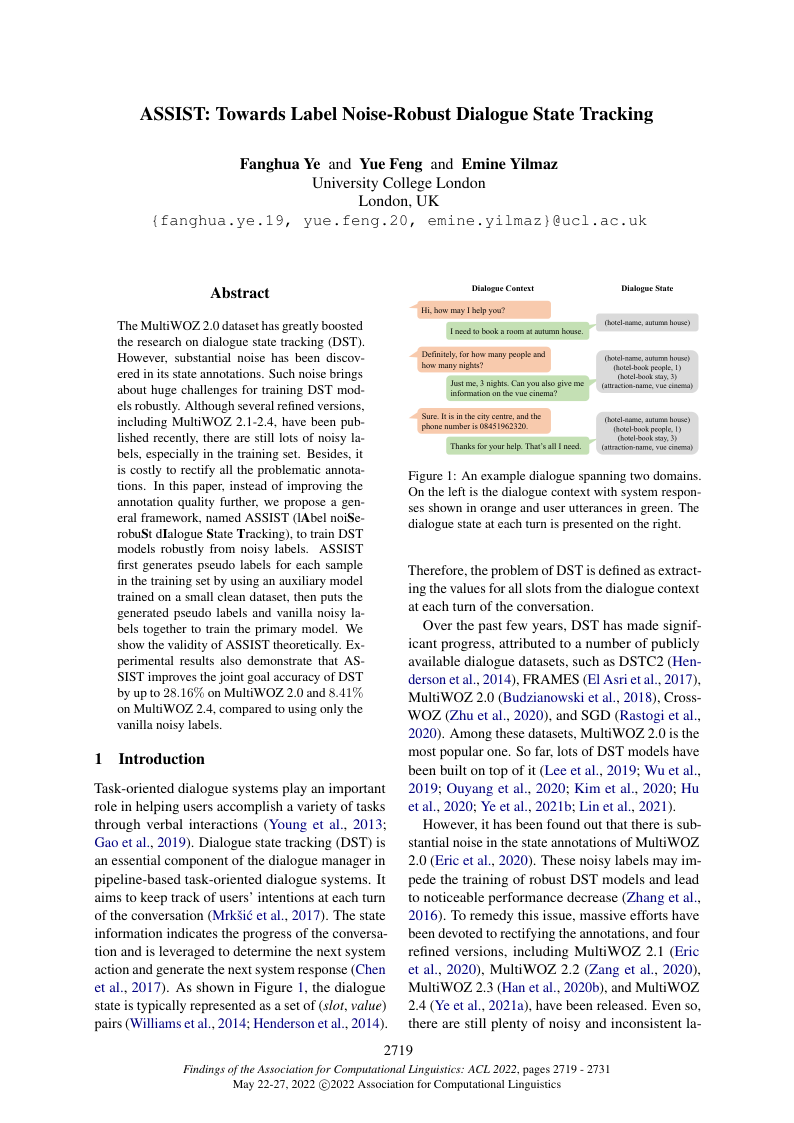 ASSIST: Towards Label Noise-Robust Dialogue State Tracking
Fanghua Ye and Yue Feng and Emine Yilmaz
University College London
London, UK
{fanghua.ye.19, yue.feng.20, emine.yilmaz}@ucl.ac.uk
Abstract
The MultiWOZ 2.0 dataset has greatly boosted
the research on dialogue state tracking (DST).
However, substantial noise has been discov-
ered in its state annotations. Such noise brings
about huge challenges for training DST mod-
els robustly. Although several refined versions,
including MultiWOZ 2.1-2.4, have been pub-
lished recently, there are still lots of noisy la-
bels, especially in the training set. Besides, it
is costly to rectify all the problematic annota-
tions. In this paper, instead of improving the
annotation quality further, we propose a gen-
eral framework, named ASSIST (lAbel noiSe-
robuSt dIalogue State Tracking), to train DST
models robustly from noisy labels. ASSIST
first generates pseudo labels for each sample
in the training set by using an auxiliary model
trained on a small clean dataset, then puts the
generated pseudo labels and vanilla noisy la-
bels together to train the primary model. We
show the validity of ASSIST theoretically. Ex-
perimental results also demonstrate that AS-
SIST improves the joint goal accuracy of DST
by up to 28.16% on MultiWOZ 2.0 and 8.41%
on MultiWOZ 2.4, compared to using only the
vanilla noisy labels.
1 Introduction
Task-oriented dialogue systems play an important
role in helping users accomplish a variety of tasks
through verbal interactions (Young et al., 2013;
Gao et al., 2019). Dialogue state tracking (DST) is
an essential component of the dialogue manager in
pipeline-based task-oriented dialogue systems. It
aims to keep track of users' intentions at each turn
of the conversation (Mrkšić et al., 2017). The state
information indicates the progress of the conversa-
tion and is leveraged to determine the next system
action and generate the next system response (Chen
et al., 2017). As shown in Figure 1, the dialogue
state is typically represented as a set of (slot, value)
pairs (Williams et al., 2014; Henderson et al., 2014).
Dialogue Context
Dialogue State
Hi, how may I help you?
I need to book a room at autumn house.
(hotel-name, autumn house)
Definitely, for how many people and
how many nights?
Just me, 3 nights. Can you also give me
information on the vue cinema?
(hotel-name, autumn house)
(hotel-book people, 1)
(hotel-book stay, 3)
(attraction-name, vue cinema)
Sure. It is in the city centre, and the
phone number is 08451962320.
Thanks for your help. That's all I need.
(hotel-name, autumn house)
(hotel-book people, 1)
(hotel-book stay, 3)
(attraction-name, vue cinema)
Figure 1: An example dialogue spanning two domains.
On the left is the dialogue context with system respon-
ses shown in orange and user utterances in green. The
dialogue state at each turn is presented on the right.
Therefore, the problem of DST is defined as extract-
ing the values for all slots from the dialogue context
at each turn of the conversation.
Over the past few years, DST has made signif-
icant progress, attributed to a number of publicly
available dialogue datasets, such as DSTC2 (Hen-
derson et al., 2014), FRAMES (El Asri et al., 2017),
MultiWOZ 2.0 (Budzianowski et al., 2018), Cross-
WOZ (Zhu et al., 2020), and SGD (Rastogi et al.,
2020). Among these datasets, MultiWOZ 2.0 is the
most popular one. So far, lots of DST models have
been built on top of it (Lee et al., 2019; Wu et al.,
2019; Ouyang et al., 2020; Kim et al., 2020; Hu
et al., 2020; Ye et al., 2021b; Lin et al., 2021).
However, it has been found out that there is sub-
stantial noise in the state annotations of MultiWOZ
2.0 (Eric et al., 2020). These noisy labels may im-
pede the training of robust DST models and lead
to noticeable performance decrease (Zhang et al.,
2016). To remedy this issue, massive efforts have
been devoted to rectifying the annotations, and four
refined versions, including MultiWOZ 2.1 (Eric
et al., 2020), MultiWOZ 2.2 (Zang et al., 2020),
MultiWOZ 2.3 (Han et al., 2020b), and MultiWOZ
2.4 (Ye et al., 2021a), have been released. Even so,
there are still plenty of noisy and inconsistent la-
2719
Findings of the Association for Computational Linguistics: ACL 2022, pages 2719 - 2731
May 22-27, 2022 ©2022 Association for Computational Linguistics